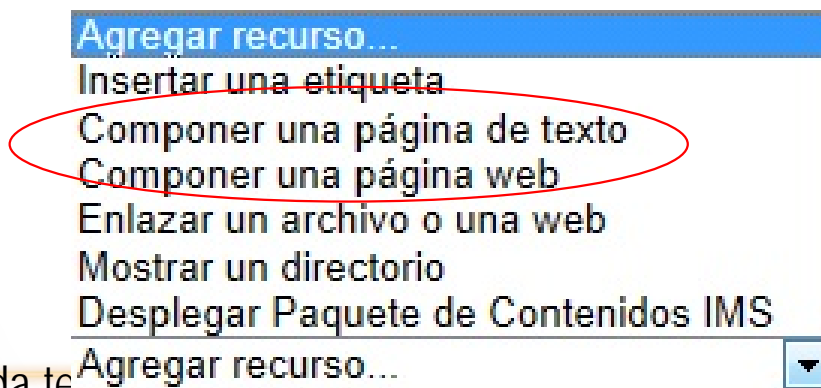 Agregar recurso...
Insertar una etiqueta
Componer una página de texto
Componer una página web
Enlazar un archivo o una web
Mostrar un directorio
Desplegar Paquete de Contenidos IMS
Agregar recurso...